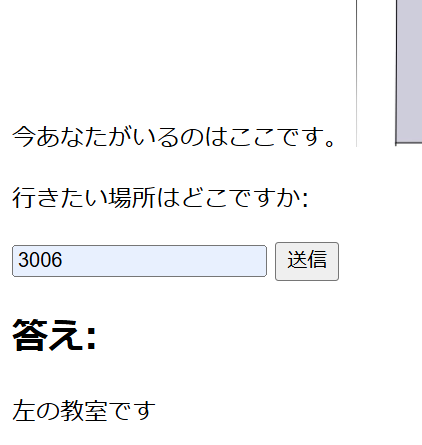 今あなたがいるのはここです。
行きたい場所はどこですか:
3006
送信
答え:
左の教室です